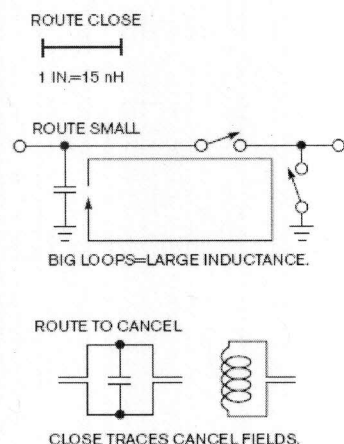 ROUTE CLOSE
1 IN.=15 nH
ROUTE SMALL
BIG LOOPS=LARGE INDUCTANCE.
ROUTE TO CANCEL
CLOSE TRACES CANCEL FIELDS.